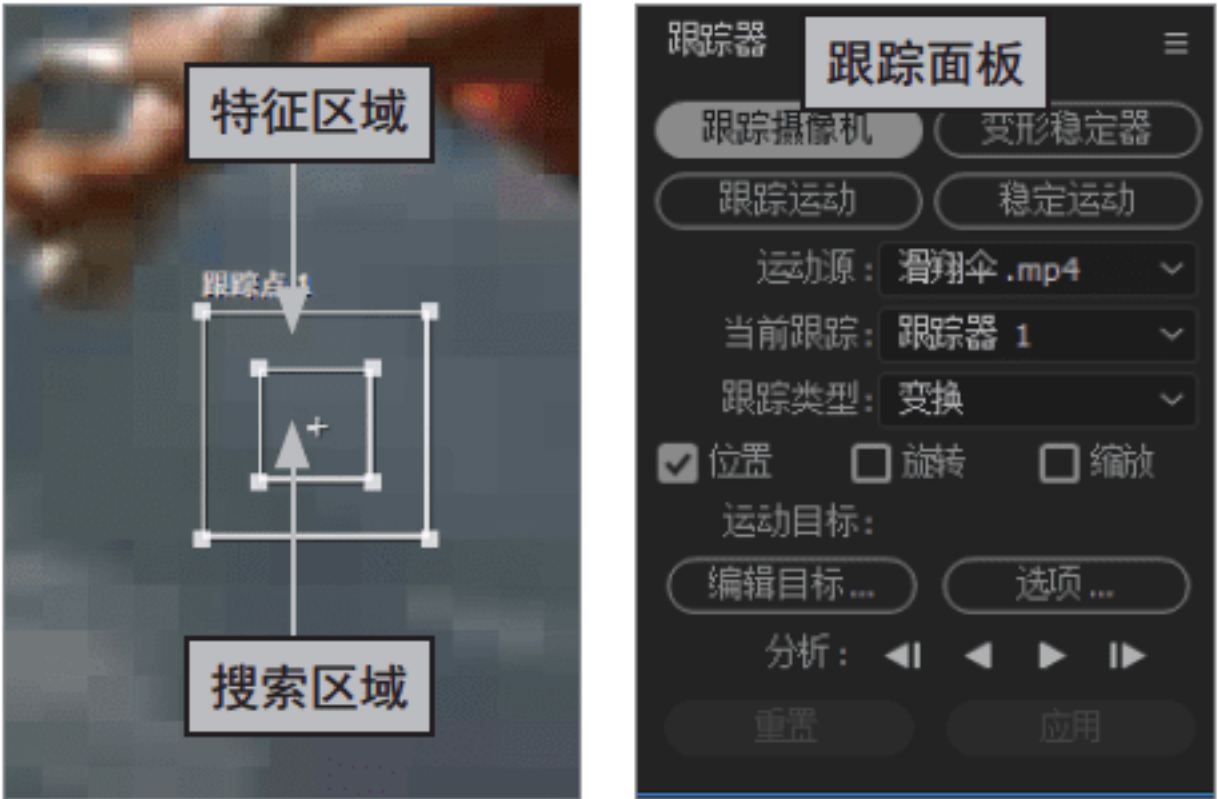 特征区域
跟踪点 1
搜索区域
跟踪器
跟踪面板
跟踪摄像机 变形稳定器
跟踪运动 稳定运动
运动源: 滑翔伞.mp4
当前跟踪: 跟踪器 1
跟踪类型: 变换
位置 旋转 缩放
运动目标:
编辑目标... 选项...
分析:
重置 应用